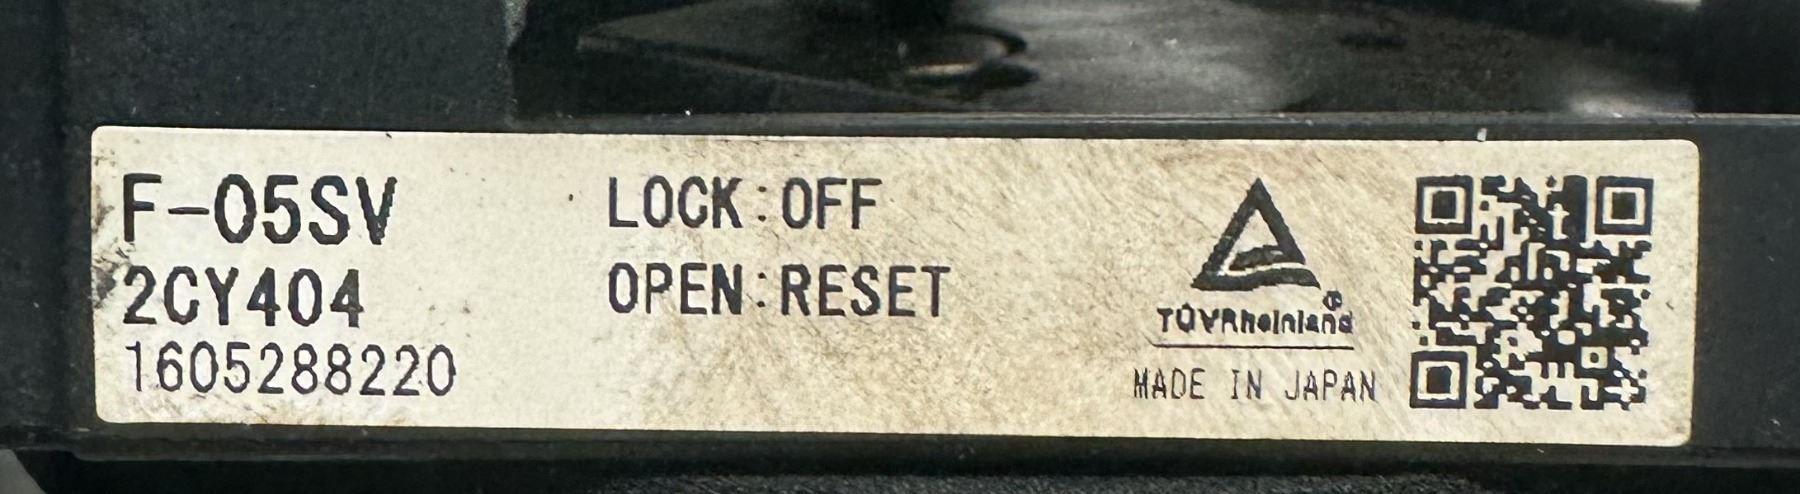 F-05SV
2CY404
1605288220
LOCK:OFF
OPEN:RESET
TÜVRheinland®
MADE IN JAPAN